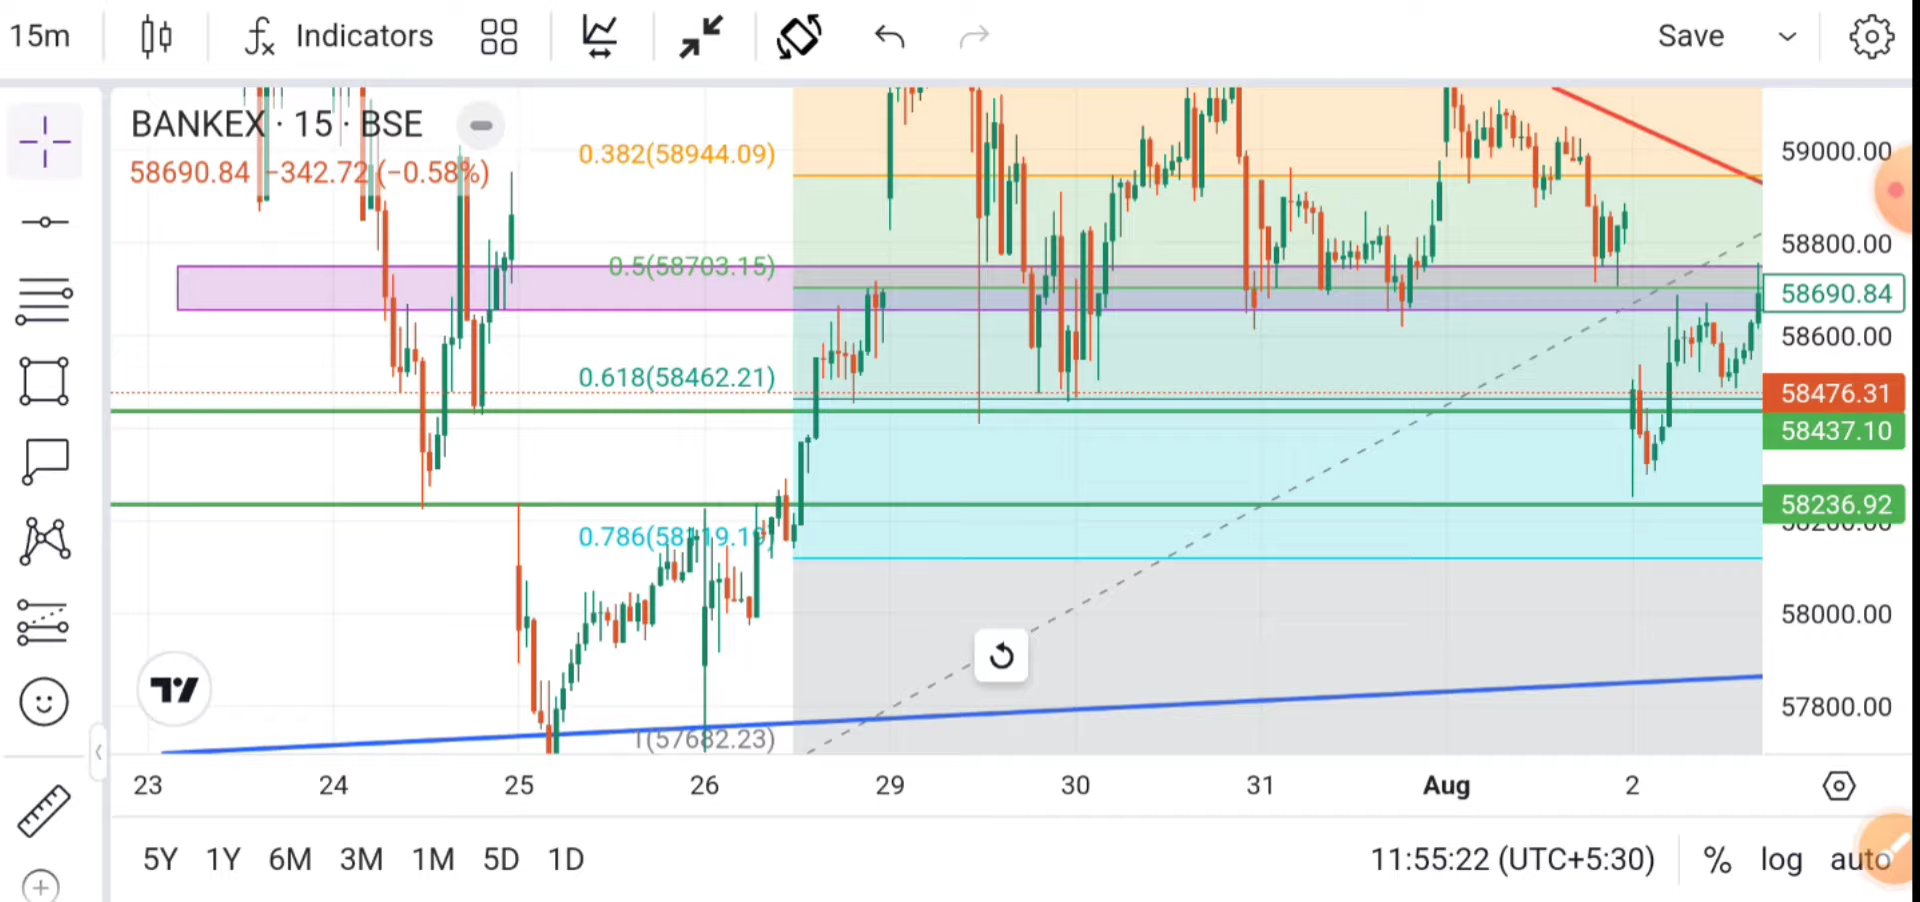 15m
Indicators
Save
BANKEX · 15 · BSE
58690.84 −342.72 (−0.58%)
0.382(58944.09)
0.5(58703.15)
0.618(58462.21)
0.786(58119.19)
1(57682.23)
59000.00
58800.00
58690.84
58600.00
58476.31
58437.10
58236.92
58200.00
58000.00
57800.00
23 24 25 26 29 30 31 Aug 2
5Y 1Y 6M 3M 1M 5D 1D
11:55:22 (UTC+5:30) % log auto